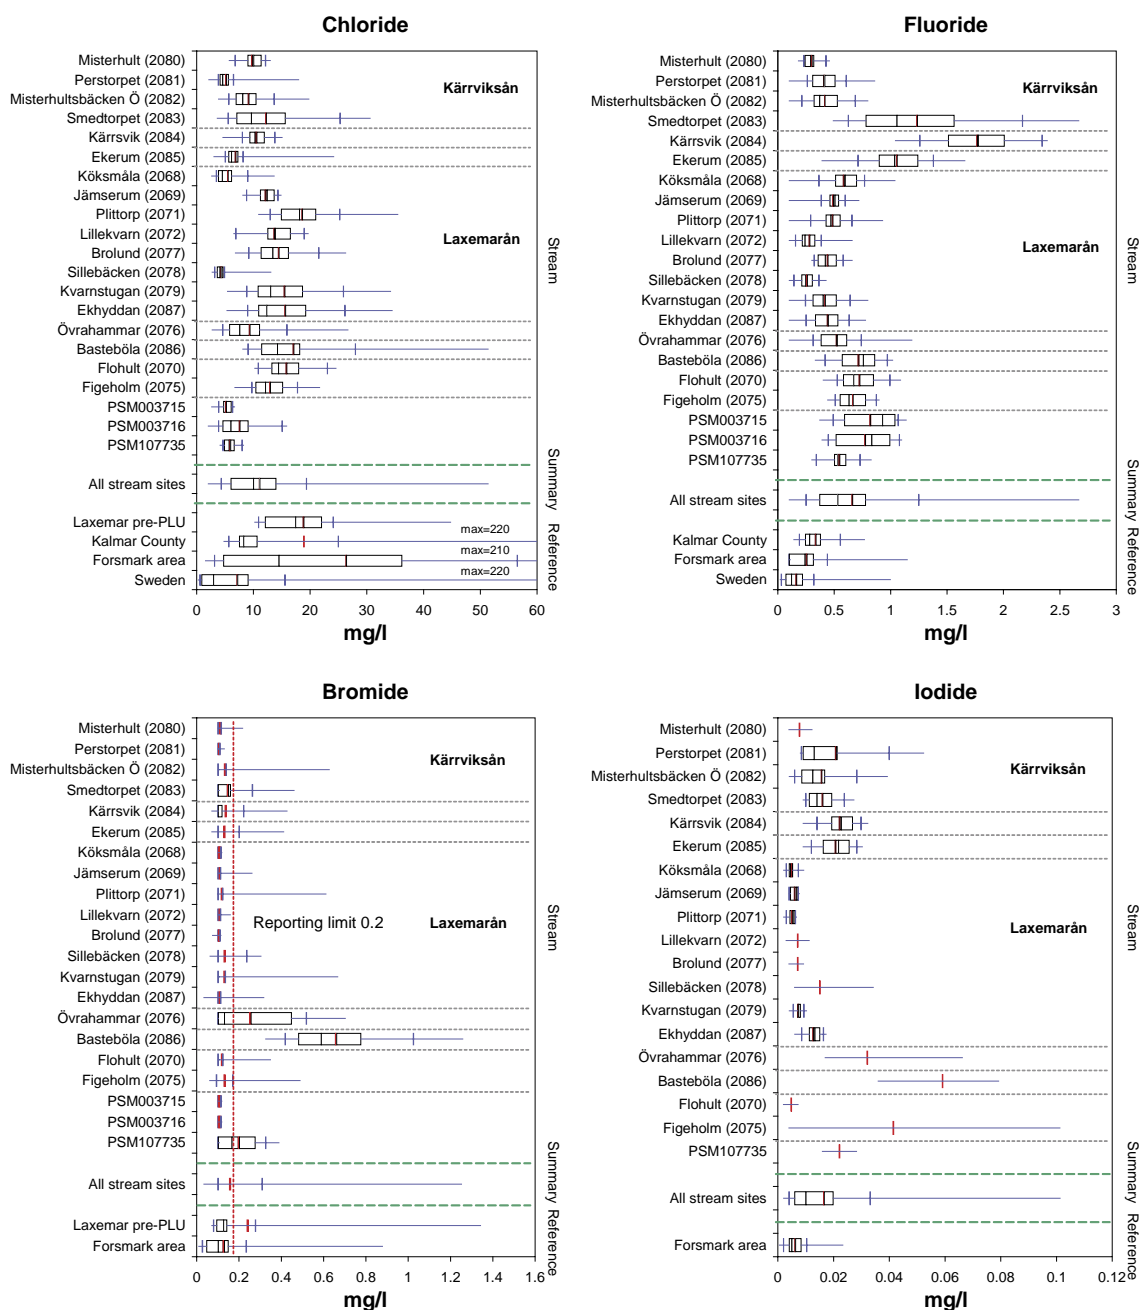 Chloride
Misterhult (2080)
Perstorpet (2081)
Misterhultsbäcken Ö (2082)
Smedtorpet (2083)
Kärrsvik (2084)
Ekerum (2085)
Köksmåla (2068)
Jämserum (2069)
Plittorp (2071)
Lillekvarn (2072)
Brolund (2077)
Sillebäcken (2078)
Kvarnstugan (2079)
Ekhyddan (2087)
Övrahammar (2076)
Basteböla (2086)
Flohult (2070)
Figeholm (2075)
PSM003715
PSM003716
PSM107735
All stream sites
Laxemar pre-PLU
Kalmar County
Forsmark area
Sweden
Kärrviksån
Laxemarån
max=220
max=210
max=220
Stream
Summary
Reference
0 10 20 30 40 50 60
mg/l
Fluoride
Misterhult (2080)
Perstorpet (2081)
Misterhultsbäcken Ö (2082)
Smedtorpet (2083)
Kärrsvik (2084)
Ekerum (2085)
Köksmåla (2068)
Jämserum (2069)
Plittorp (2071)
Lillekvarn (2072)
Brolund (2077)
Sillebäcken (2078)
Kvarnstugan (2079)
Ekhyddan (2087)
Övrahammar (2076)
Basteböla (2086)
Flohult (2070)
Figeholm (2075)
PSM003715
PSM003716
PSM107735
All stream sites
Kalmar County
Forsmark area
Sweden
Kärrviksån
Laxemarån
Stream
Summary
Reference
0 0.5 1 1.5 2 2.5 3
mg/l
Bromide
Misterhult (2080)
Perstorpet (2081)
Misterhultsbäcken Ö (2082)
Smedtorpet (2083)
Kärrsvik (2084)
Ekerum (2085)
Köksmåla (2068)
Jämserum (2069)
Plittorp (2071)
Lillekvarn (2072)
Brolund (2077)
Sillebäcken (2078)
Kvarnstugan (2079)
Ekhyddan (2087)
Övrahammar (2076)
Basteböla (2086)
Flohult (2070)
Figeholm (2075)
PSM003715
PSM003716
PSM107735
All stream sites
Laxemar pre-PLU
Forsmark area
Kärrviksån
Reporting limit 0.2
Laxemarån
Stream
Summary
Reference
0 0.2 0.4 0.6 0.8 1 1.2 1.4 1.6
mg/l
Iodide
Misterhult (2080)
Perstorpet (2081)
Misterhultsbäcken Ö (2082)
Smedtorpet (2083)
Kärrsvik (2084)
Ekerum (2085)
Köksmåla (2068)
Jämserum (2069)
Plittorp (2071)
Lillekvarn (2072)
Brolund (2077)
Sillebäcken (2078)
Kvarnstugan (2079)
Ekhyddan (2087)
Övrahammar (2076)
Basteböla (2086)
Flohult (2070)
Figeholm (2075)
PSM107735
All stream sites
Forsmark area
Kärrviksån
Laxemarån
Stream
Summary
Reference
0 0.02 0.04 0.06 0.08 0.1 0.12
mg/l